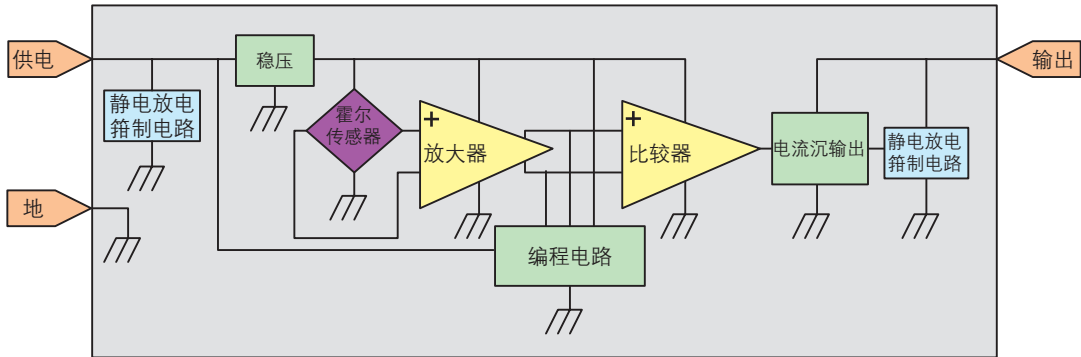 供电
稳压
输出
静电放电
箝制电路
霍尔
传感器
+
放大器
+
比较器
电流沉输出
静电放电
箝制电路
地
编程电路